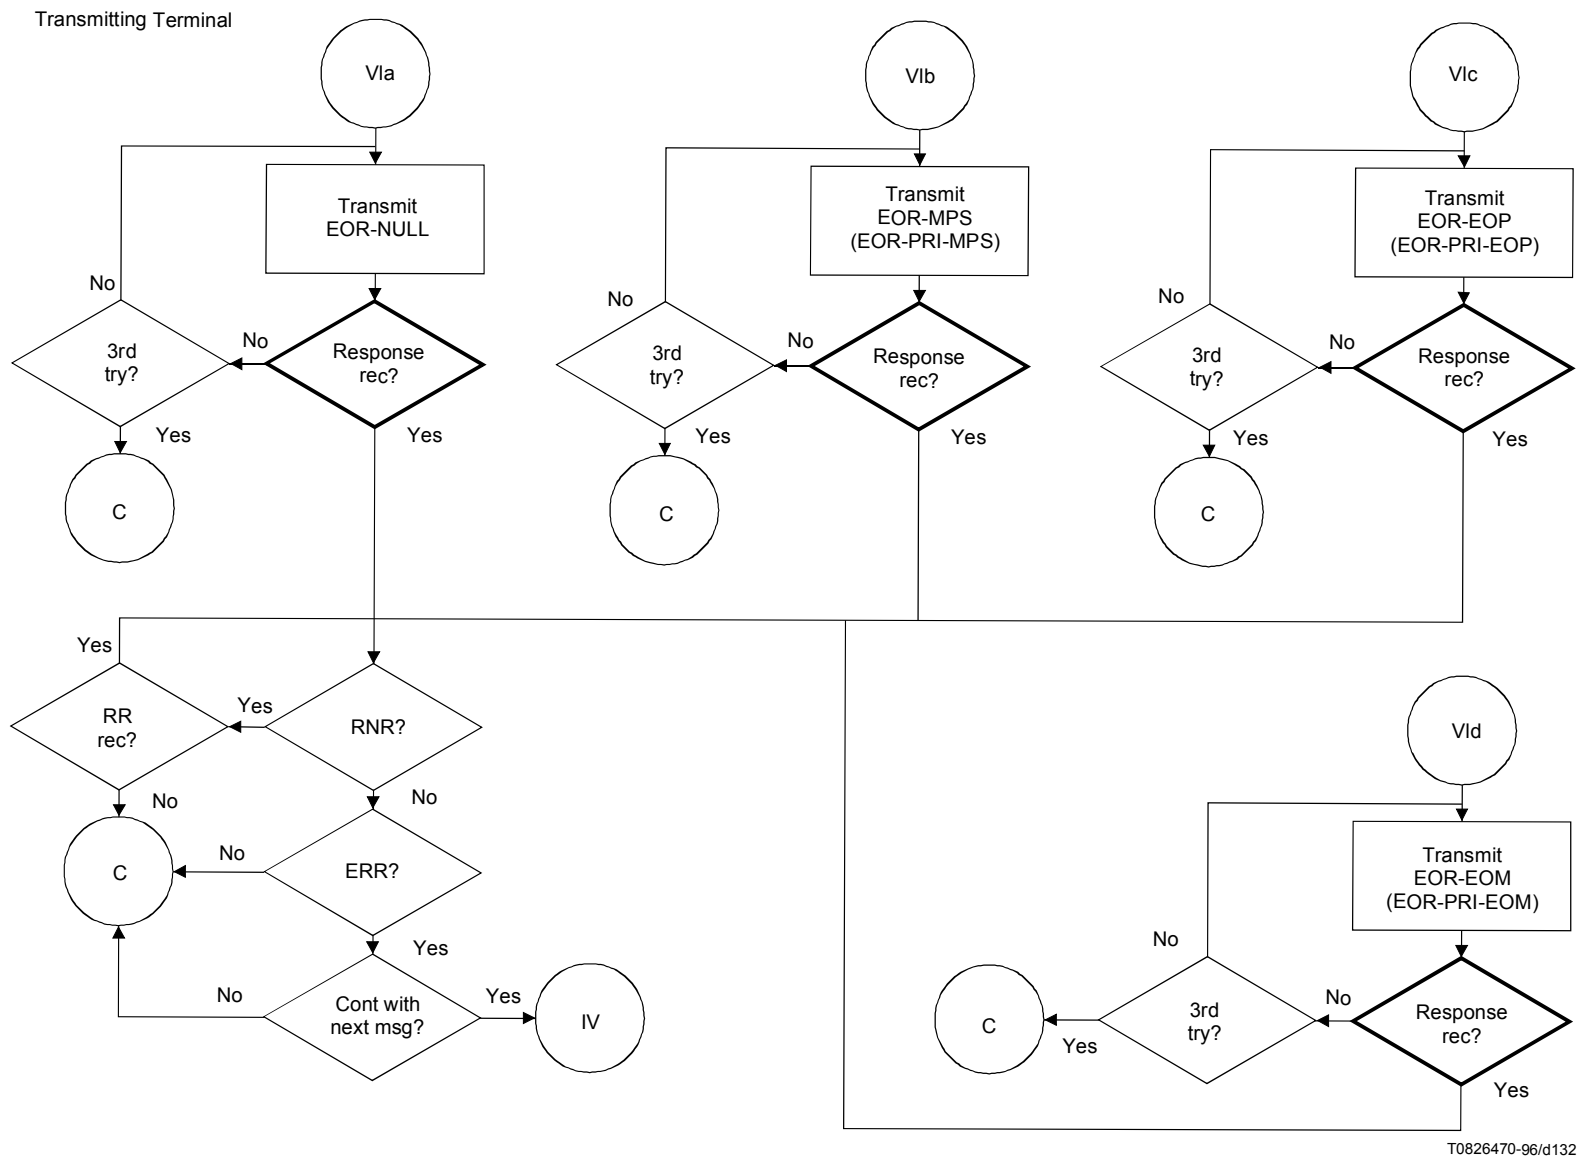 Transmitting Terminal
VIa
VIb
VIc
Transmit
EOR-NULL
Transmit
EOR-MPS
(EOR-PRI-MPS)
Transmit
EOR-EOP
(EOR-PRI-EOP)
No
No
No
3rd
try?
No
Response
rec?
3rd
try?
No
Response
rec?
3rd
try?
No
Response
rec?
Yes
Yes
Yes
Yes
Yes
Yes
C
C
C
Yes
RR
rec?
Yes
RNR?
VId
No
No
C
No
ERR?
Transmit
EOR-EOM
(EOR-PRI-EOM)
Yes
No
No
Cont with
next msg?
Yes
IV
C
Yes
3rd
try?
No
Response
rec?
Yes
T0826470-96/d132